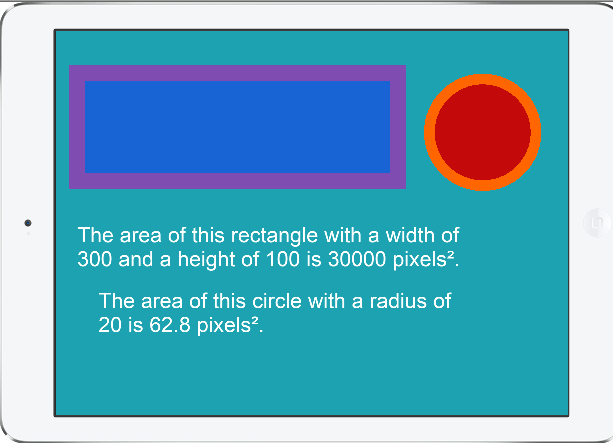 The area of this rectangle with a width of
300 and a height of 100 is 30000 pixels².
The area of this circle with a radius of
20 is 62.8 pixels².